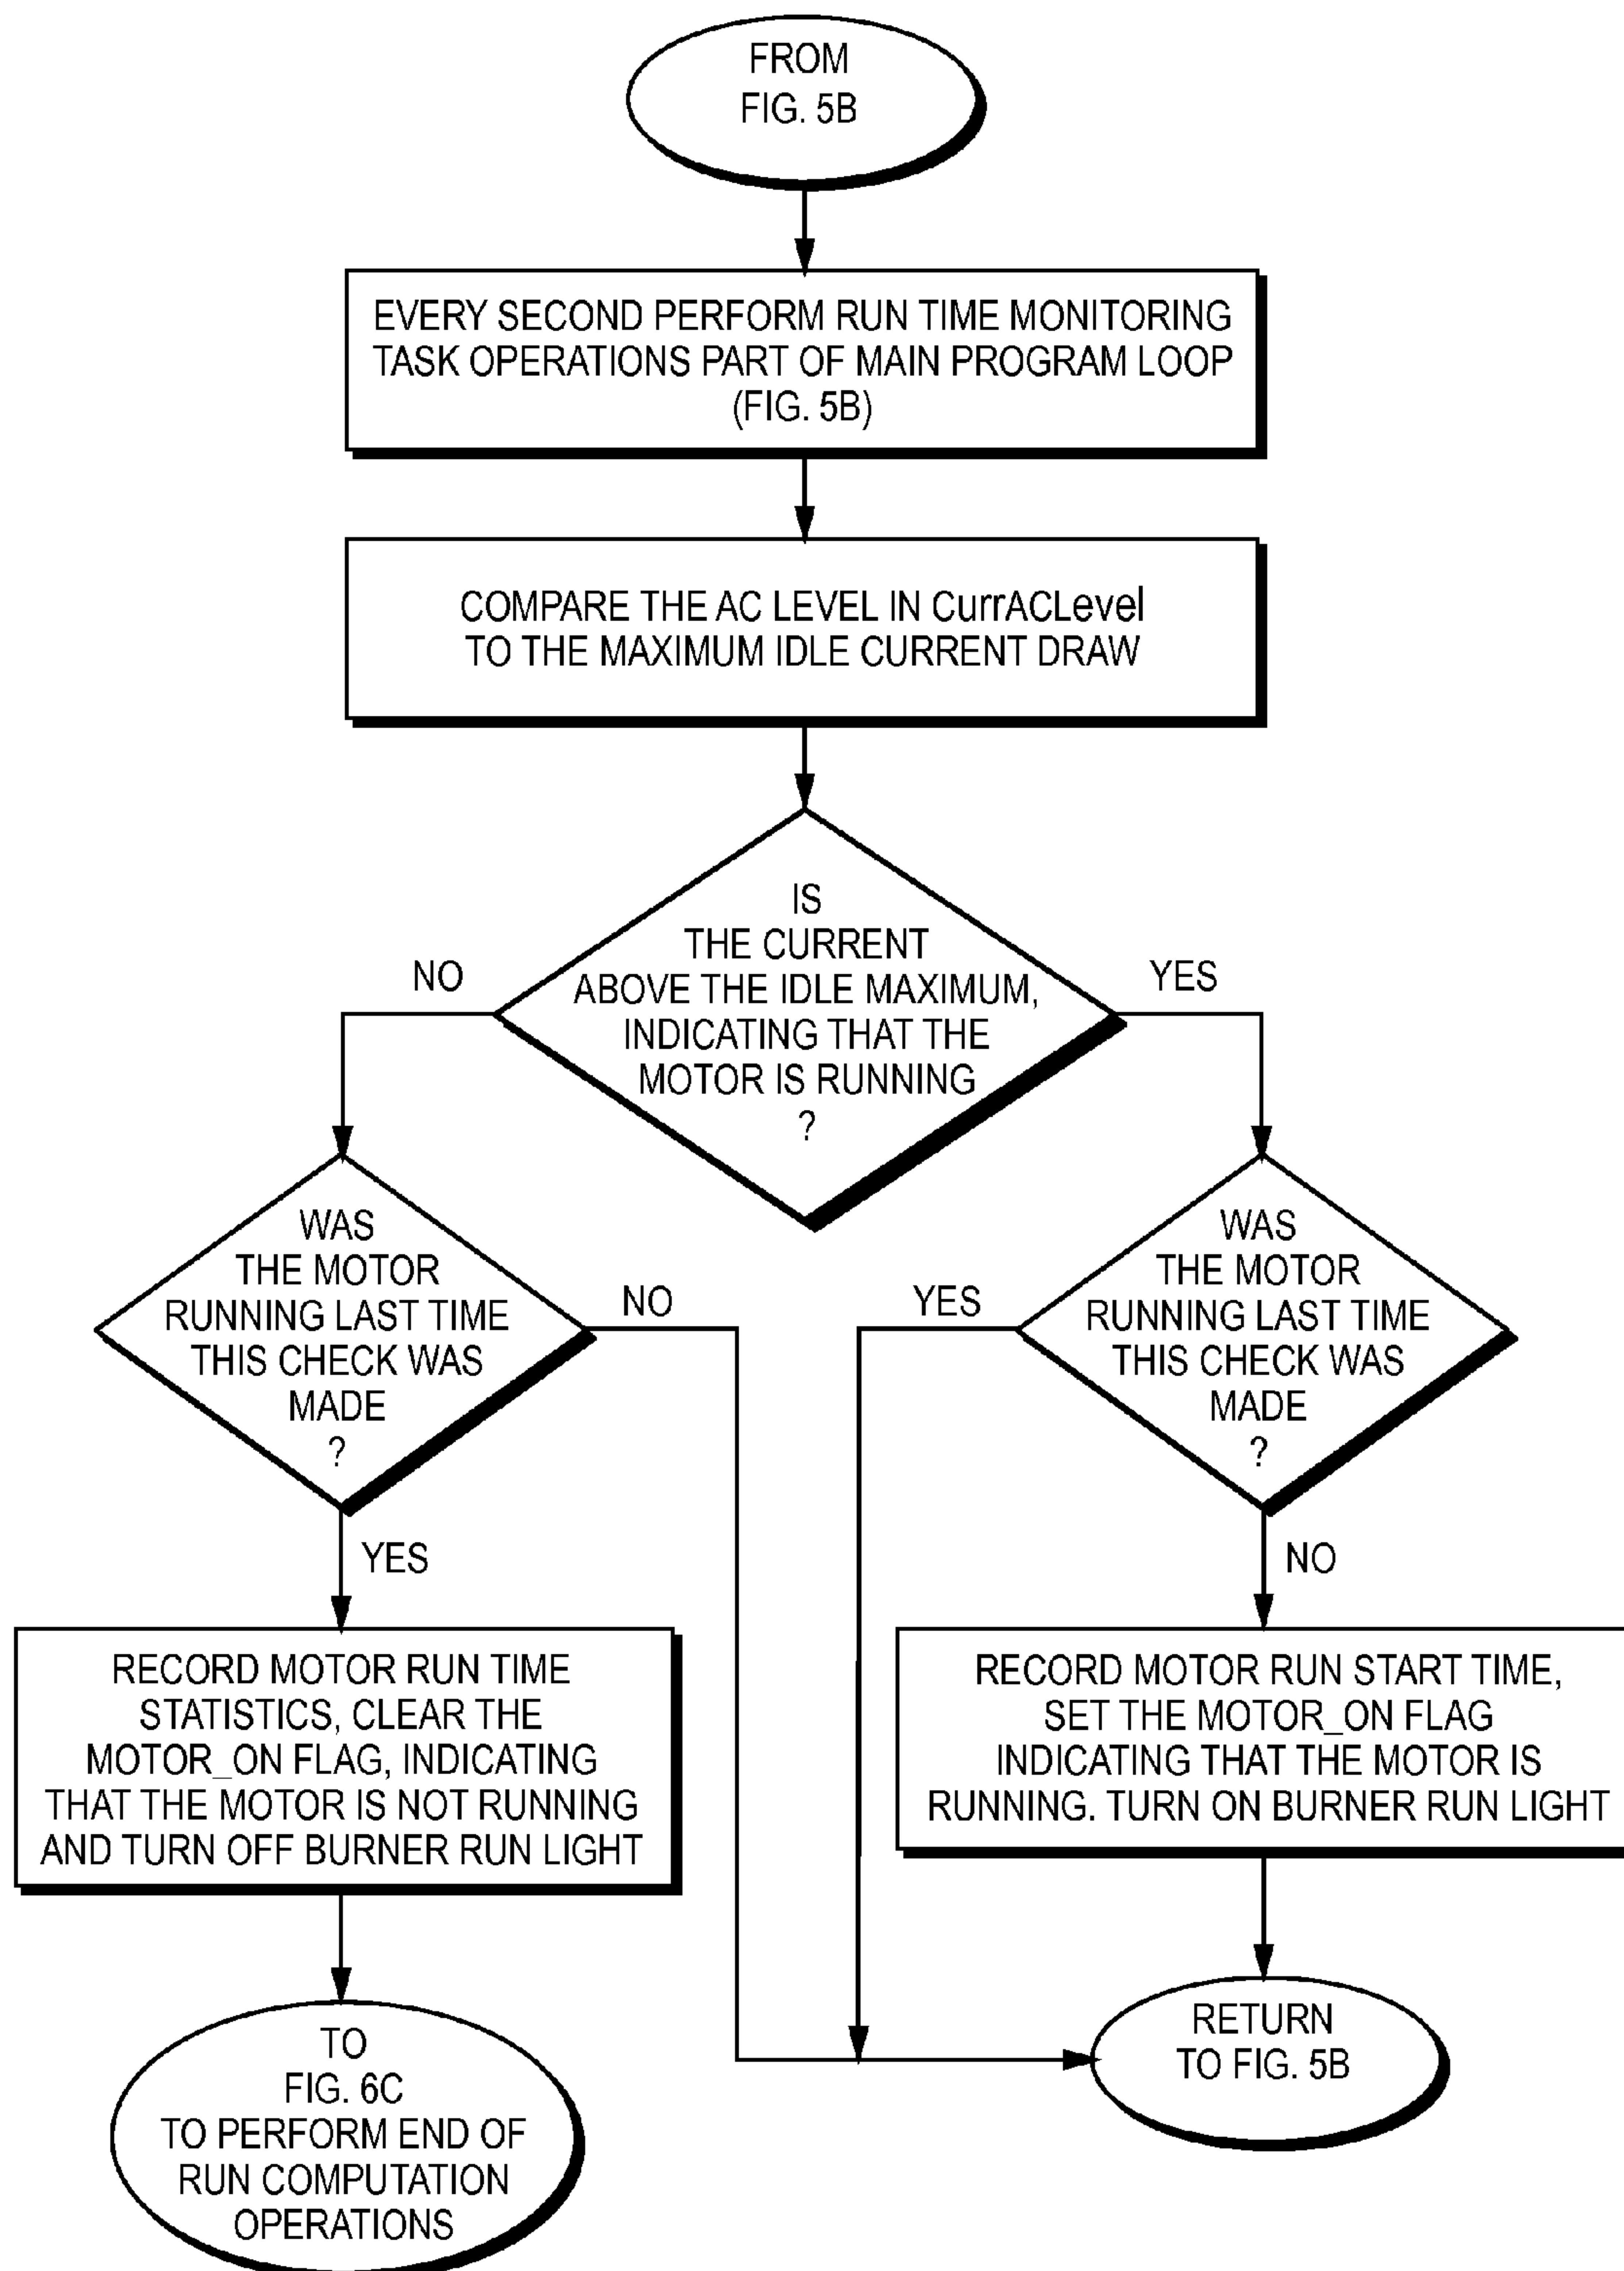 FROM
FIG. 5B
EVERY SECOND PERFORM RUN TIME MONITORING
TASK OPERATIONS PART OF MAIN PROGRAM LOOP
(FIG. 5B)
COMPARE THE AC LEVEL IN CurrACLevel
TO THE MAXIMUM IDLE CURRENT DRAW
IS
THE CURRENT
ABOVE THE IDLE MAXIMUM,
INDICATING THAT THE
MOTOR IS RUNNING
?
NO
YES
WAS
THE MOTOR
RUNNING LAST TIME
THIS CHECK WAS
MADE
?
NO
YES
WAS
THE MOTOR
RUNNING LAST TIME
THIS CHECK WAS
MADE
?
YES
NO
RECORD MOTOR RUN TIME
STATISTICS, CLEAR THE
MOTOR_ON FLAG, INDICATING
THAT THE MOTOR IS NOT RUNNING
AND TURN OFF BURNER RUN LIGHT
RECORD MOTOR RUN START TIME,
SET THE MOTOR_ON FLAG
INDICATING THAT THE MOTOR IS
RUNNING. TURN ON BURNER RUN LIGHT
TO
FIG. 6C
TO PERFORM END OF
RUN COMPUTATION
OPERATIONS
RETURN
TO FIG. 5B